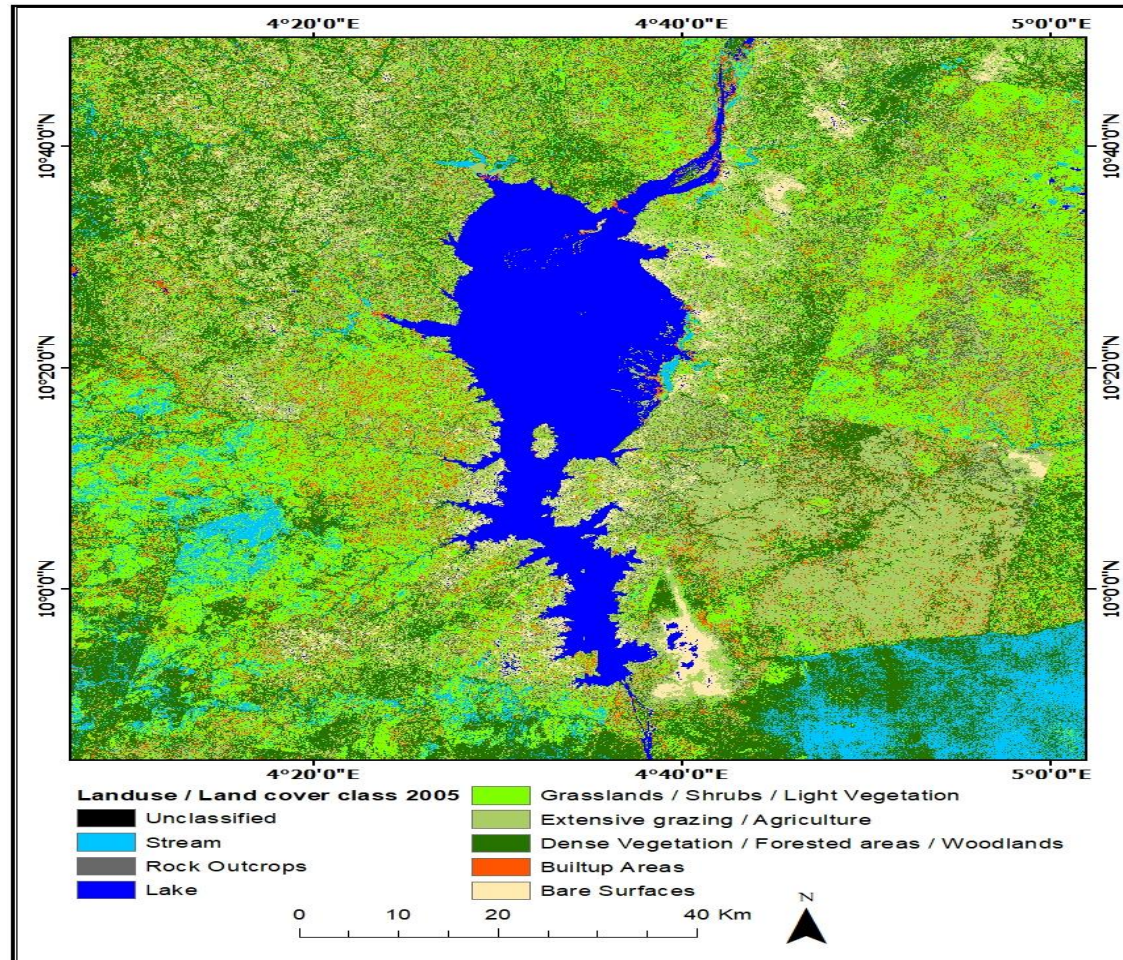 4°20'0"E 4°40'0"E 5°0'0"E
10°40'0"N 10°40'0"N
10°20'0"N 10°20'0"N
10°0'0"N 10°0'0"N
4°20'0"E 4°40'0"E 5°0'0"E
Landuse / Land cover class 2005
Unclassified
Stream
Rock Outcrops
Lake
Grasslands / Shrubs / Light Vegetation
Extensive grazing / Agriculture
Dense Vegetation / Forested areas / Woodlands
Builtup Areas
Bare Surfaces
0 10 20 40 Km
N